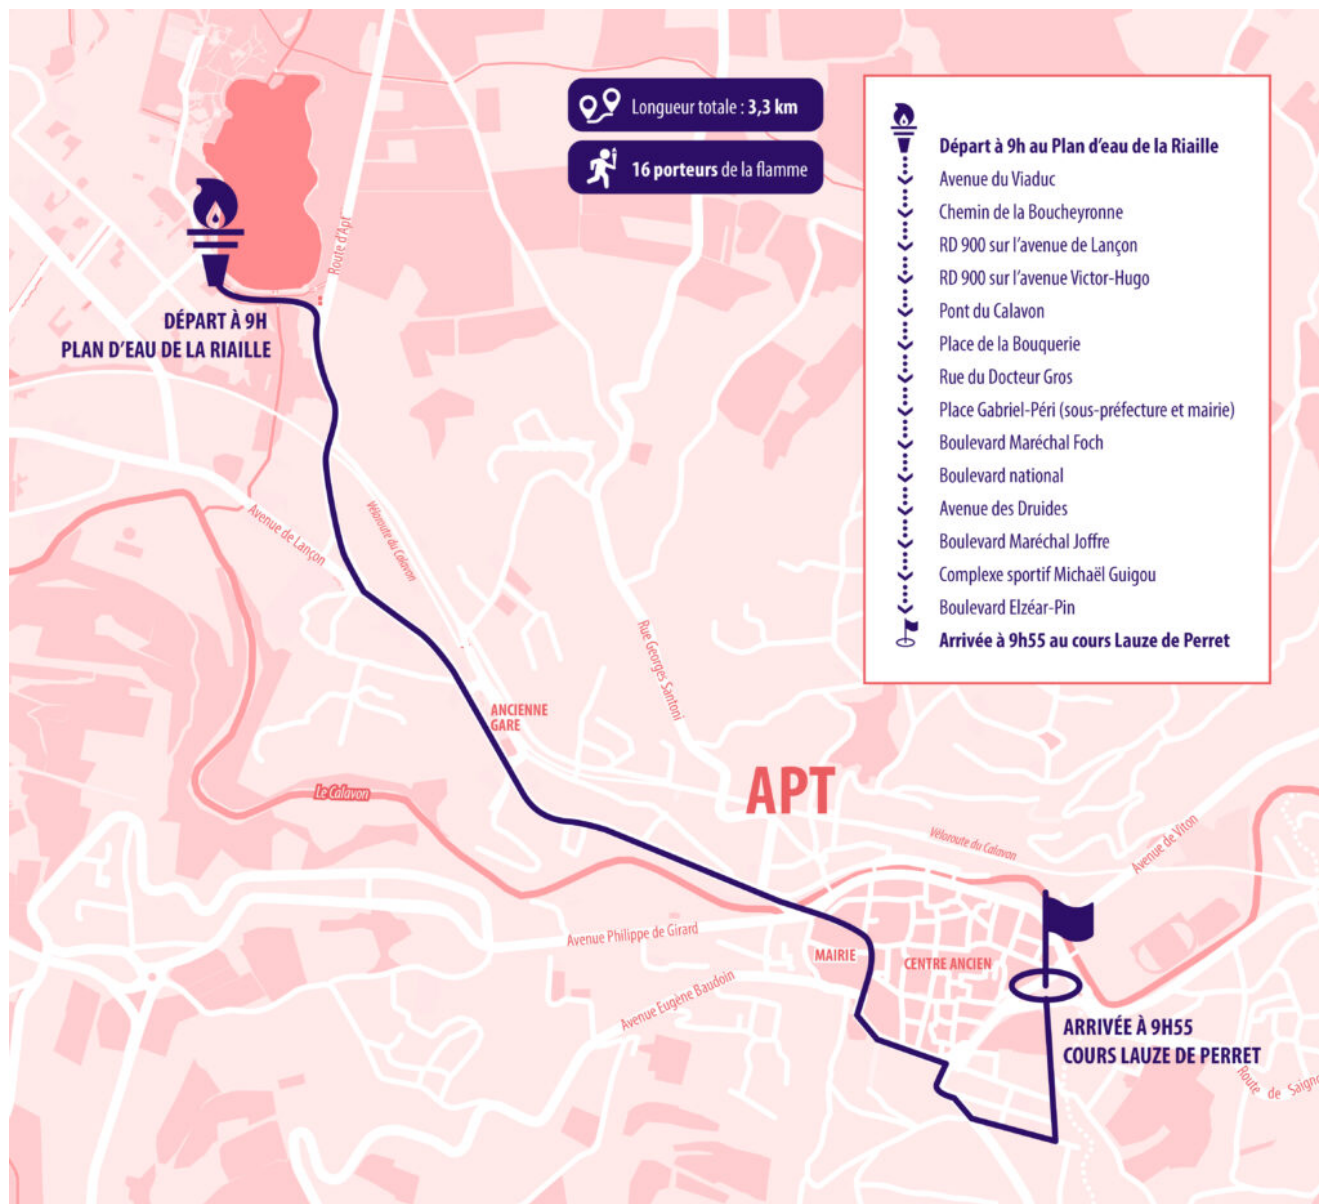 Longueur totale : 3,3 km
16 porteurs de la flamme
Départ à 9h au Plan d'eau de la Riaille
Avenue du Viaduc
Chemin de la Boucheyronne
RD 900 sur l'avenue de Lançon
RD 900 sur l'avenue Victor-Hugo
Pont du Calavon
Place de la Bouquerie
Rue du Docteur Gros
Place Gabriel-Péri (sous-préfecture et mairie)
Boulevard Maréchal Foch
Boulevard national
Avenue des Druides
Boulevard Maréchal Joffre
Complexe sportif Michaël Guigou
Boulevard Elzéar-Pin
Arrivée à 9h55 au cours Lauze de Perret
Route d'Apt
DÉPART À 9H
PLAN D'EAU DE LA RIAILLE
Avenue de Lançon
Véloroute du Calavon
Rue Georges Santoni
ANCIENNE
GARE
APT
Le Calavon
Véloroute du Calavon
Avenue de Viton
Avenue Philippe de Girard
MAIRIE
CENTRE ANCIEN
Avenue Eugène Baudoin
ARRIVÉE À 9H55
COURS LAUZE DE PERRET
Route de Saign